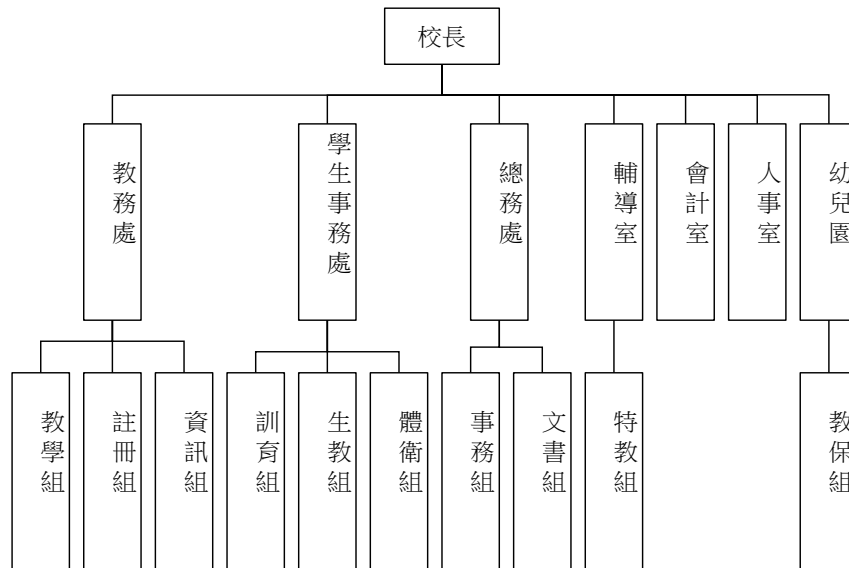 校長
教務處
學生事務處
總務處
輔導室
會計室
人事室
幼兒園
教學組
註冊組
資訊組
訓育組
生教組
體衛組
事務組
文書組
特教組
教保組